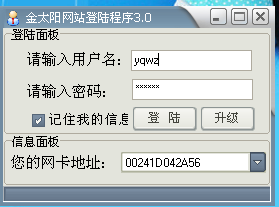 金太阳网站登陆程序3.0
登陆面板
请输入用户名： yqwz
请输入密码： ******
记住我的信息 登 陆 升级
信息面板
您的网卡地址： 00241D042A56